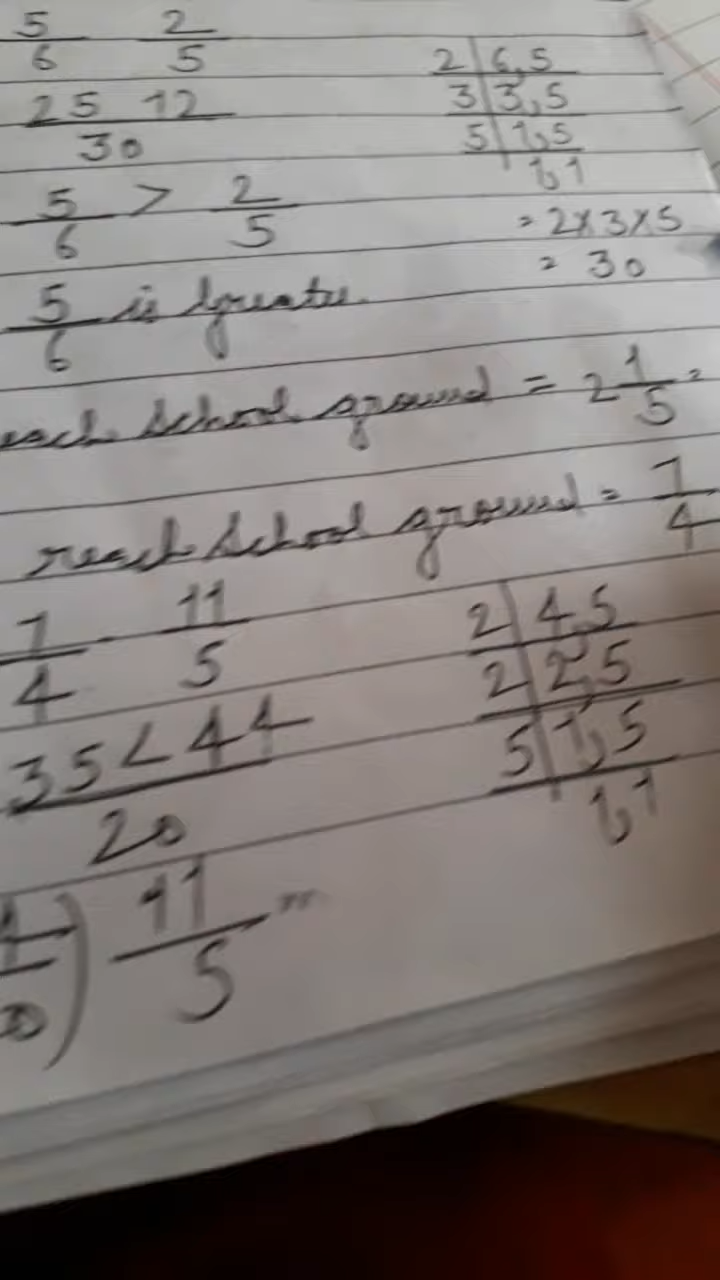 5/6 2/5
2 | 6,5
25 12 / 30
3 | 3,5
5 | 1,5
1,1
5/6 > 2/5
= 2×3×5
= 30
5/6 is greater.
each school ground = 2 1/5 =
reach school ground = 7/4
7/4 - 11/5
2 | 4,5
2 | 2,5
35 < 44 / 20
5 | 1,5
1,1
11/5